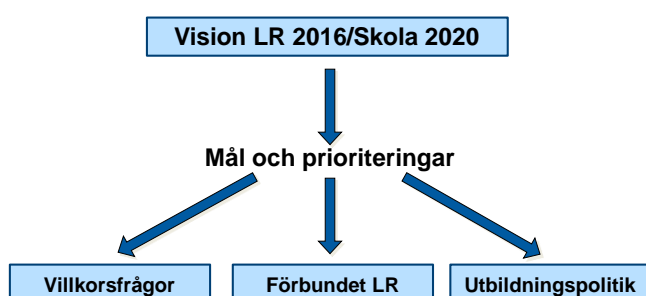 Vision LR 2016/Skola 2020
Mål och prioriteringar
Villkorsfrågor
Förbundet LR
Utbildningspolitik